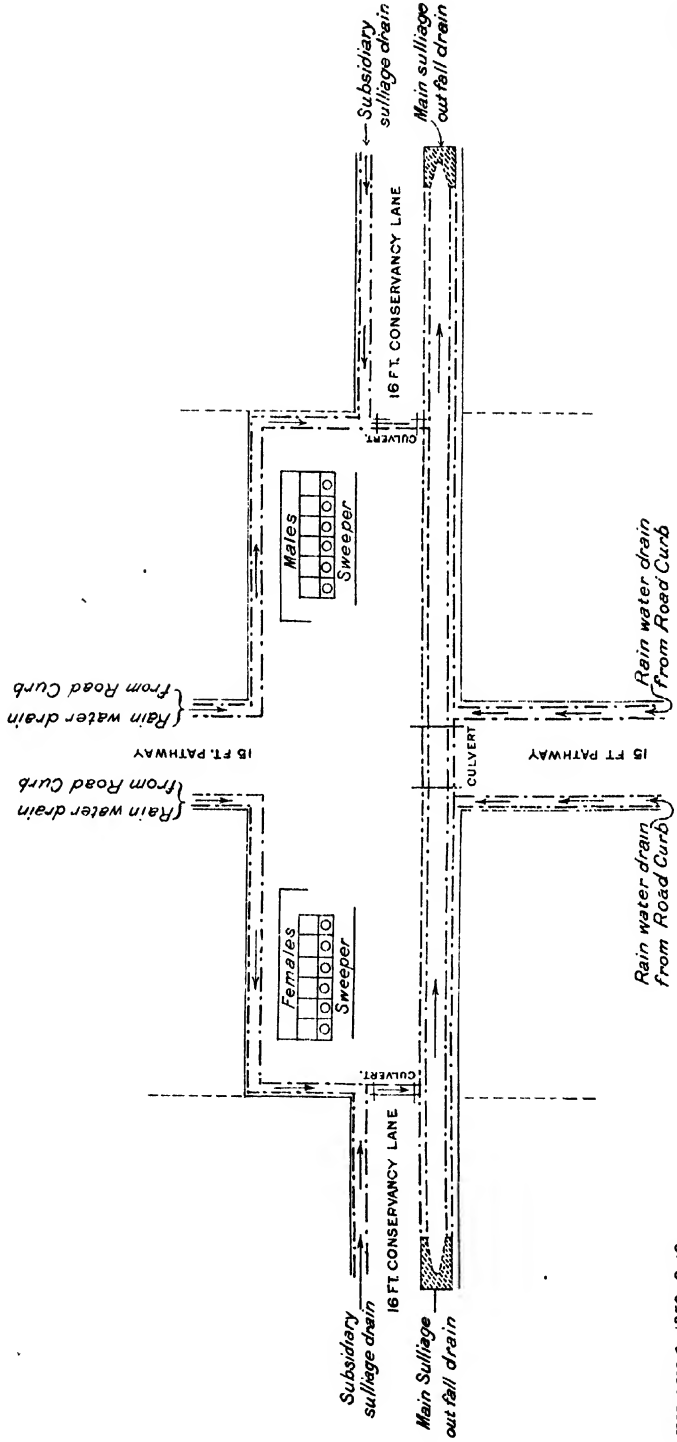 Rain water drain
from Road Curb
15 FT. PATHWAY
Rain water drain
from Road Curb
Subsidiary
sulliage drain
Main sulliage
out fall drain
16 FT. CONSERVANCY LANE
Females
Sweeper
Males
Sweeper
CULVERT.
CULVERT.
16 FT. CONSERVANCY LANE
Subsidiary
sulliage drain
Main Sulliage
out fall drain
CULVERT
15 FT PATHWAY
Rain water drain
from Road Curb
Rain water drain
from Road Curb